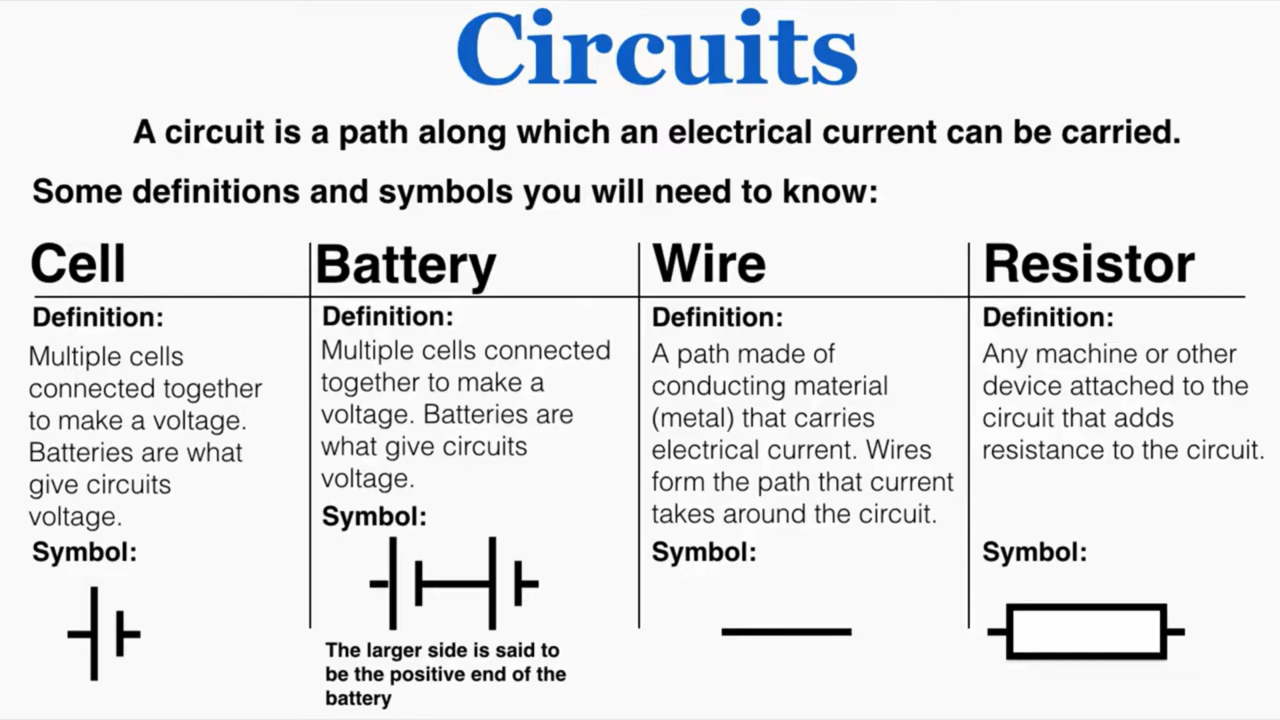 Circuits
A circuit is a path along which an electrical current can be carried.
Some definitions and symbols you will need to know:
Cell
Definition:
Multiple cells
connected together
to make a voltage.
Batteries are what
give circuits
voltage.
Symbol:
Battery
Definition:
Multiple cells connected
together to make a
voltage. Batteries are
what give circuits
voltage.
Symbol:
The larger side is said to
be the positive end of the
battery
Wire
Definition:
A path made of
conducting material
(metal) that carries
electrical current. Wires
form the path that current
takes around the circuit.
Symbol:
Resistor
Definition:
Any machine or other
device attached to the
circuit that adds
resistance to the circuit.
Symbol: